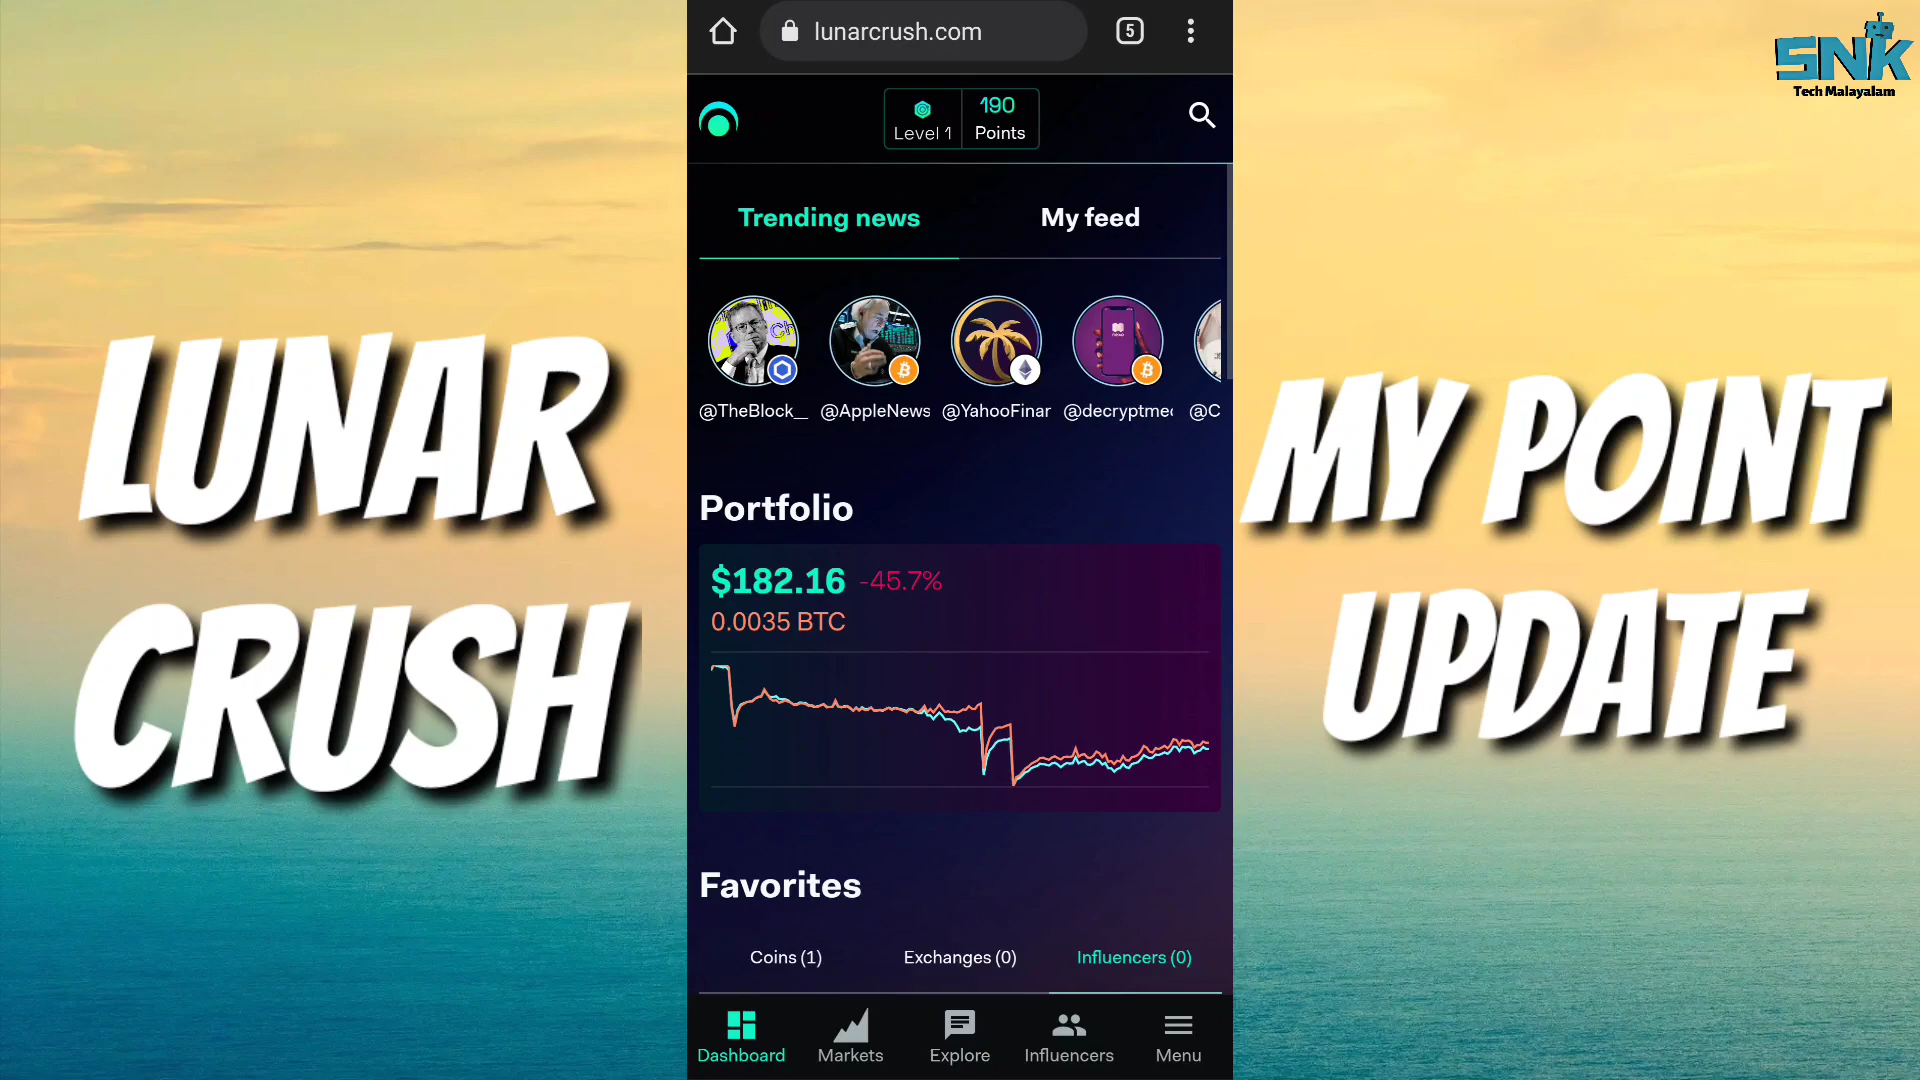 lunarcrush.com
5
SNK
Tech Malayalam
Level 1
190
Points
Trending news
My feed
@TheBlock__
@AppleNews
@YahooFinar
@decryptmec
@C
LUNAR
CRUSH
MY POINT
UPDATE
Portfolio
$182.16 -45.7%
0.0035 BTC
Favorites
Coins (1)
Exchanges (0)
Influencers (0)
Dashboard
Markets
Explore
Influencers
Menu